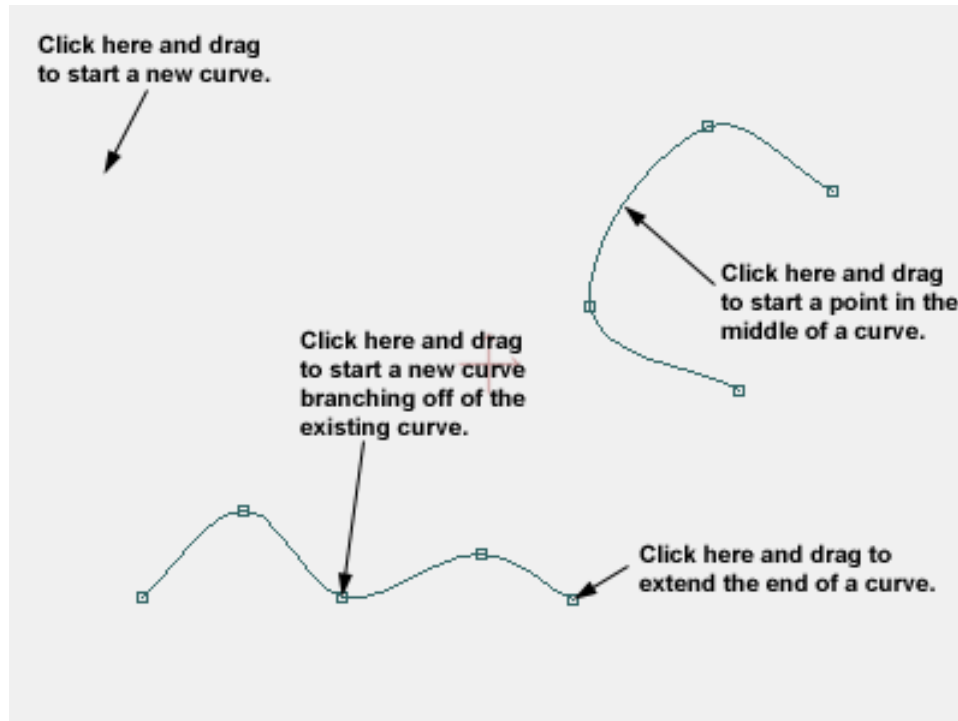 Click here and drag
to start a new curve.
Click here and drag
to start a point in the
middle of a curve.
Click here and drag
to start a new curve
branching off of the
existing curve.
Click here and drag to
extend the end of a curve.